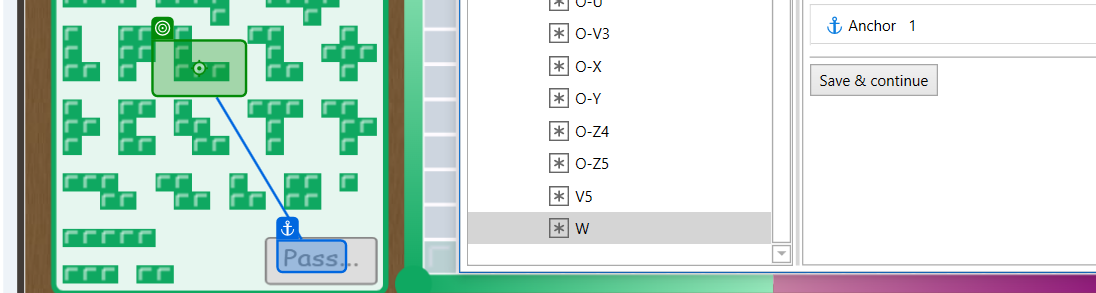 O-U
O-V3
O-X
O-Y
O-Z4
O-Z5
V5
W
Anchor 1
Save & continue
Pass...